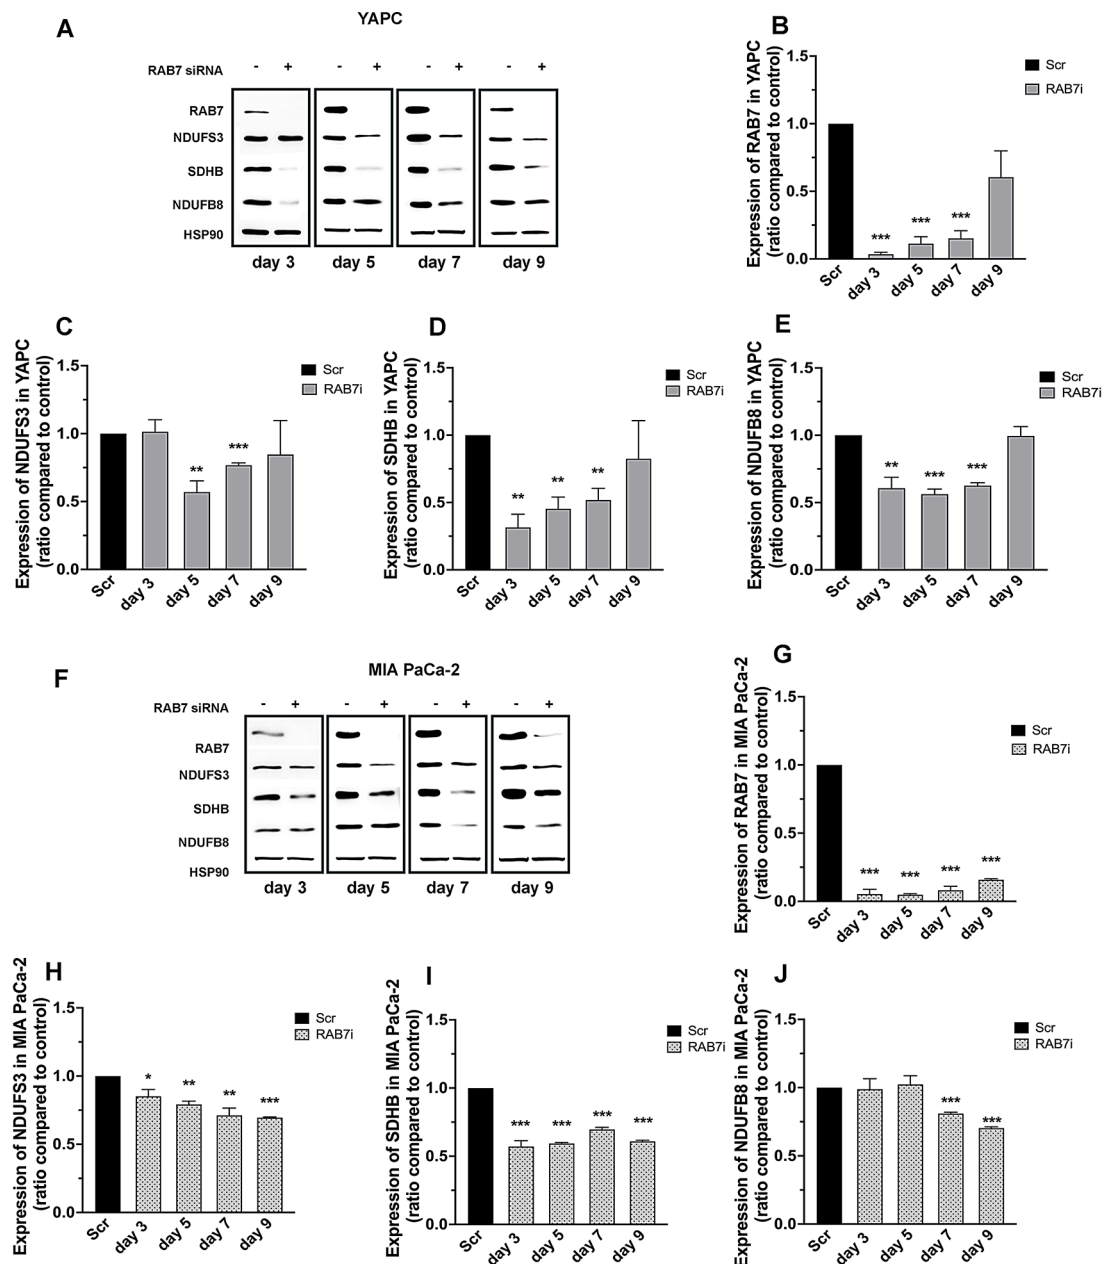 A
YAPC
RAB7 siRNA - + - + - + - +
RAB7
NDUFS3
SDHB
NDUFB8
HSP90
day 3 day 5 day 7 day 9
B
Expression of RAB7 in YAPC
(ratio compared to control)
1.5
1.0
0.5
0.0
*** *** ***
Scr day 3 day 5 day 7 day 9
Scr
RAB7i
C
Expression of NDUFS3 in YAPC
(ratio compared to control)
1.5
1.0
0.5
0.0
** ***
Scr day 3 day 5 day 7 day 9
Scr
RAB7i
D
Expression of SDHB in YAPC
(ratio compared to control)
1.5
1.0
0.5
0.0
** ** **
Scr day 3 day 5 day 7 day 9
Scr
RAB7i
E
Expression of NDUFB8 in YAPC
(ratio compared to control)
1.5
1.0
0.5
0.0
** *** ***
Scr day 3 day 5 day 7 day 9
Scr
RAB7i
F
MIA PaCa-2
RAB7 siRNA - + - + - + - +
RAB7
NDUFS3
SDHB
NDUFB8
HSP90
day 3 day 5 day 7 day 9
G
Expression of RAB7 in MIA PaCa-2
(ratio compared to control)
1.5
1.0
0.5
0.0
*** *** *** ***
Scr day 3 day 5 day 7 day 9
Scr
RAB7i
H
Expression of NDUFS3 in MIA PaCa-2
(ratio compared to control)
1.5
1.0
0.5
0.0
* ** ** ***
Scr day 3 day 5 day 7 day 9
Scr
RAB7i
I
Expression of SDHB in MIA PaCa-2
(ratio compared to control)
1.5
1.0
0.5
0.0
*** *** *** ***
Scr day 3 day 5 day 7 day 9
Scr
RAB7i
J
Expression of NDUFB8 in MIA PaCa-2
(ratio compared to control)
1.5
1.0
0.5
0.0
*** ***
Scr day 3 day 5 day 7 day 9
Scr
RAB7i